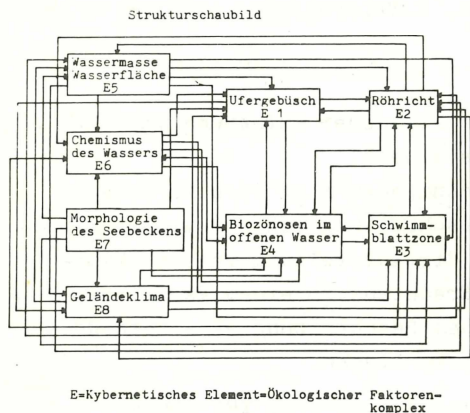 Strukturschaubild
Wassermasse
Wasserfläche
E5
Ufergebüsch
E 1
Röhricht
E2
Chemismus
des Wassers
E6
Morphologie
des Seebeckens
E7
Biozönosen im
offenen Wasser
E4
Schwimm-
blattzone
E3
Geländeklima
E8
E=Kybernetisches Element=Ökologischer Faktoren-
komplex